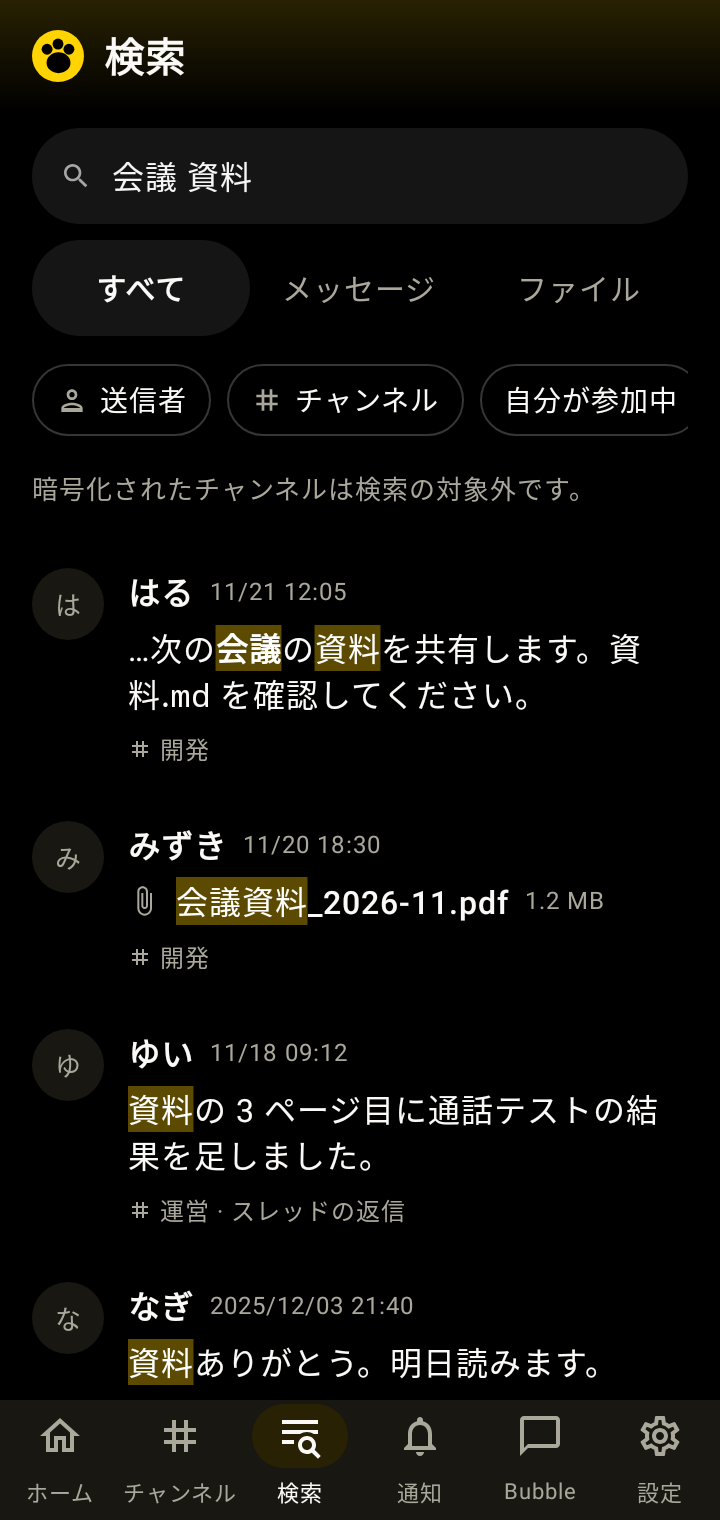 検索
会議 資料
すべて メッセージ ファイル
送信者 チャンネル 自分が参加中
暗号化されたチャンネルは検索の対象外です。
は はる 11/21 12:05
…次の会議の資料を共有します。資
料.md を確認してください。
# 開発
み みずき 11/20 18:30
会議資料_2026-11.pdf 1.2 MB
# 開発
ゆ ゆい 11/18 09:12
資料の 3 ページ目に通話テストの結
果を足しました。
# 運営 · スレッドの返信
な なぎ 2025/12/03 21:40
資料ありがとう。明日読みます。
ホーム チャンネル 検索 通知 Bubble 設定